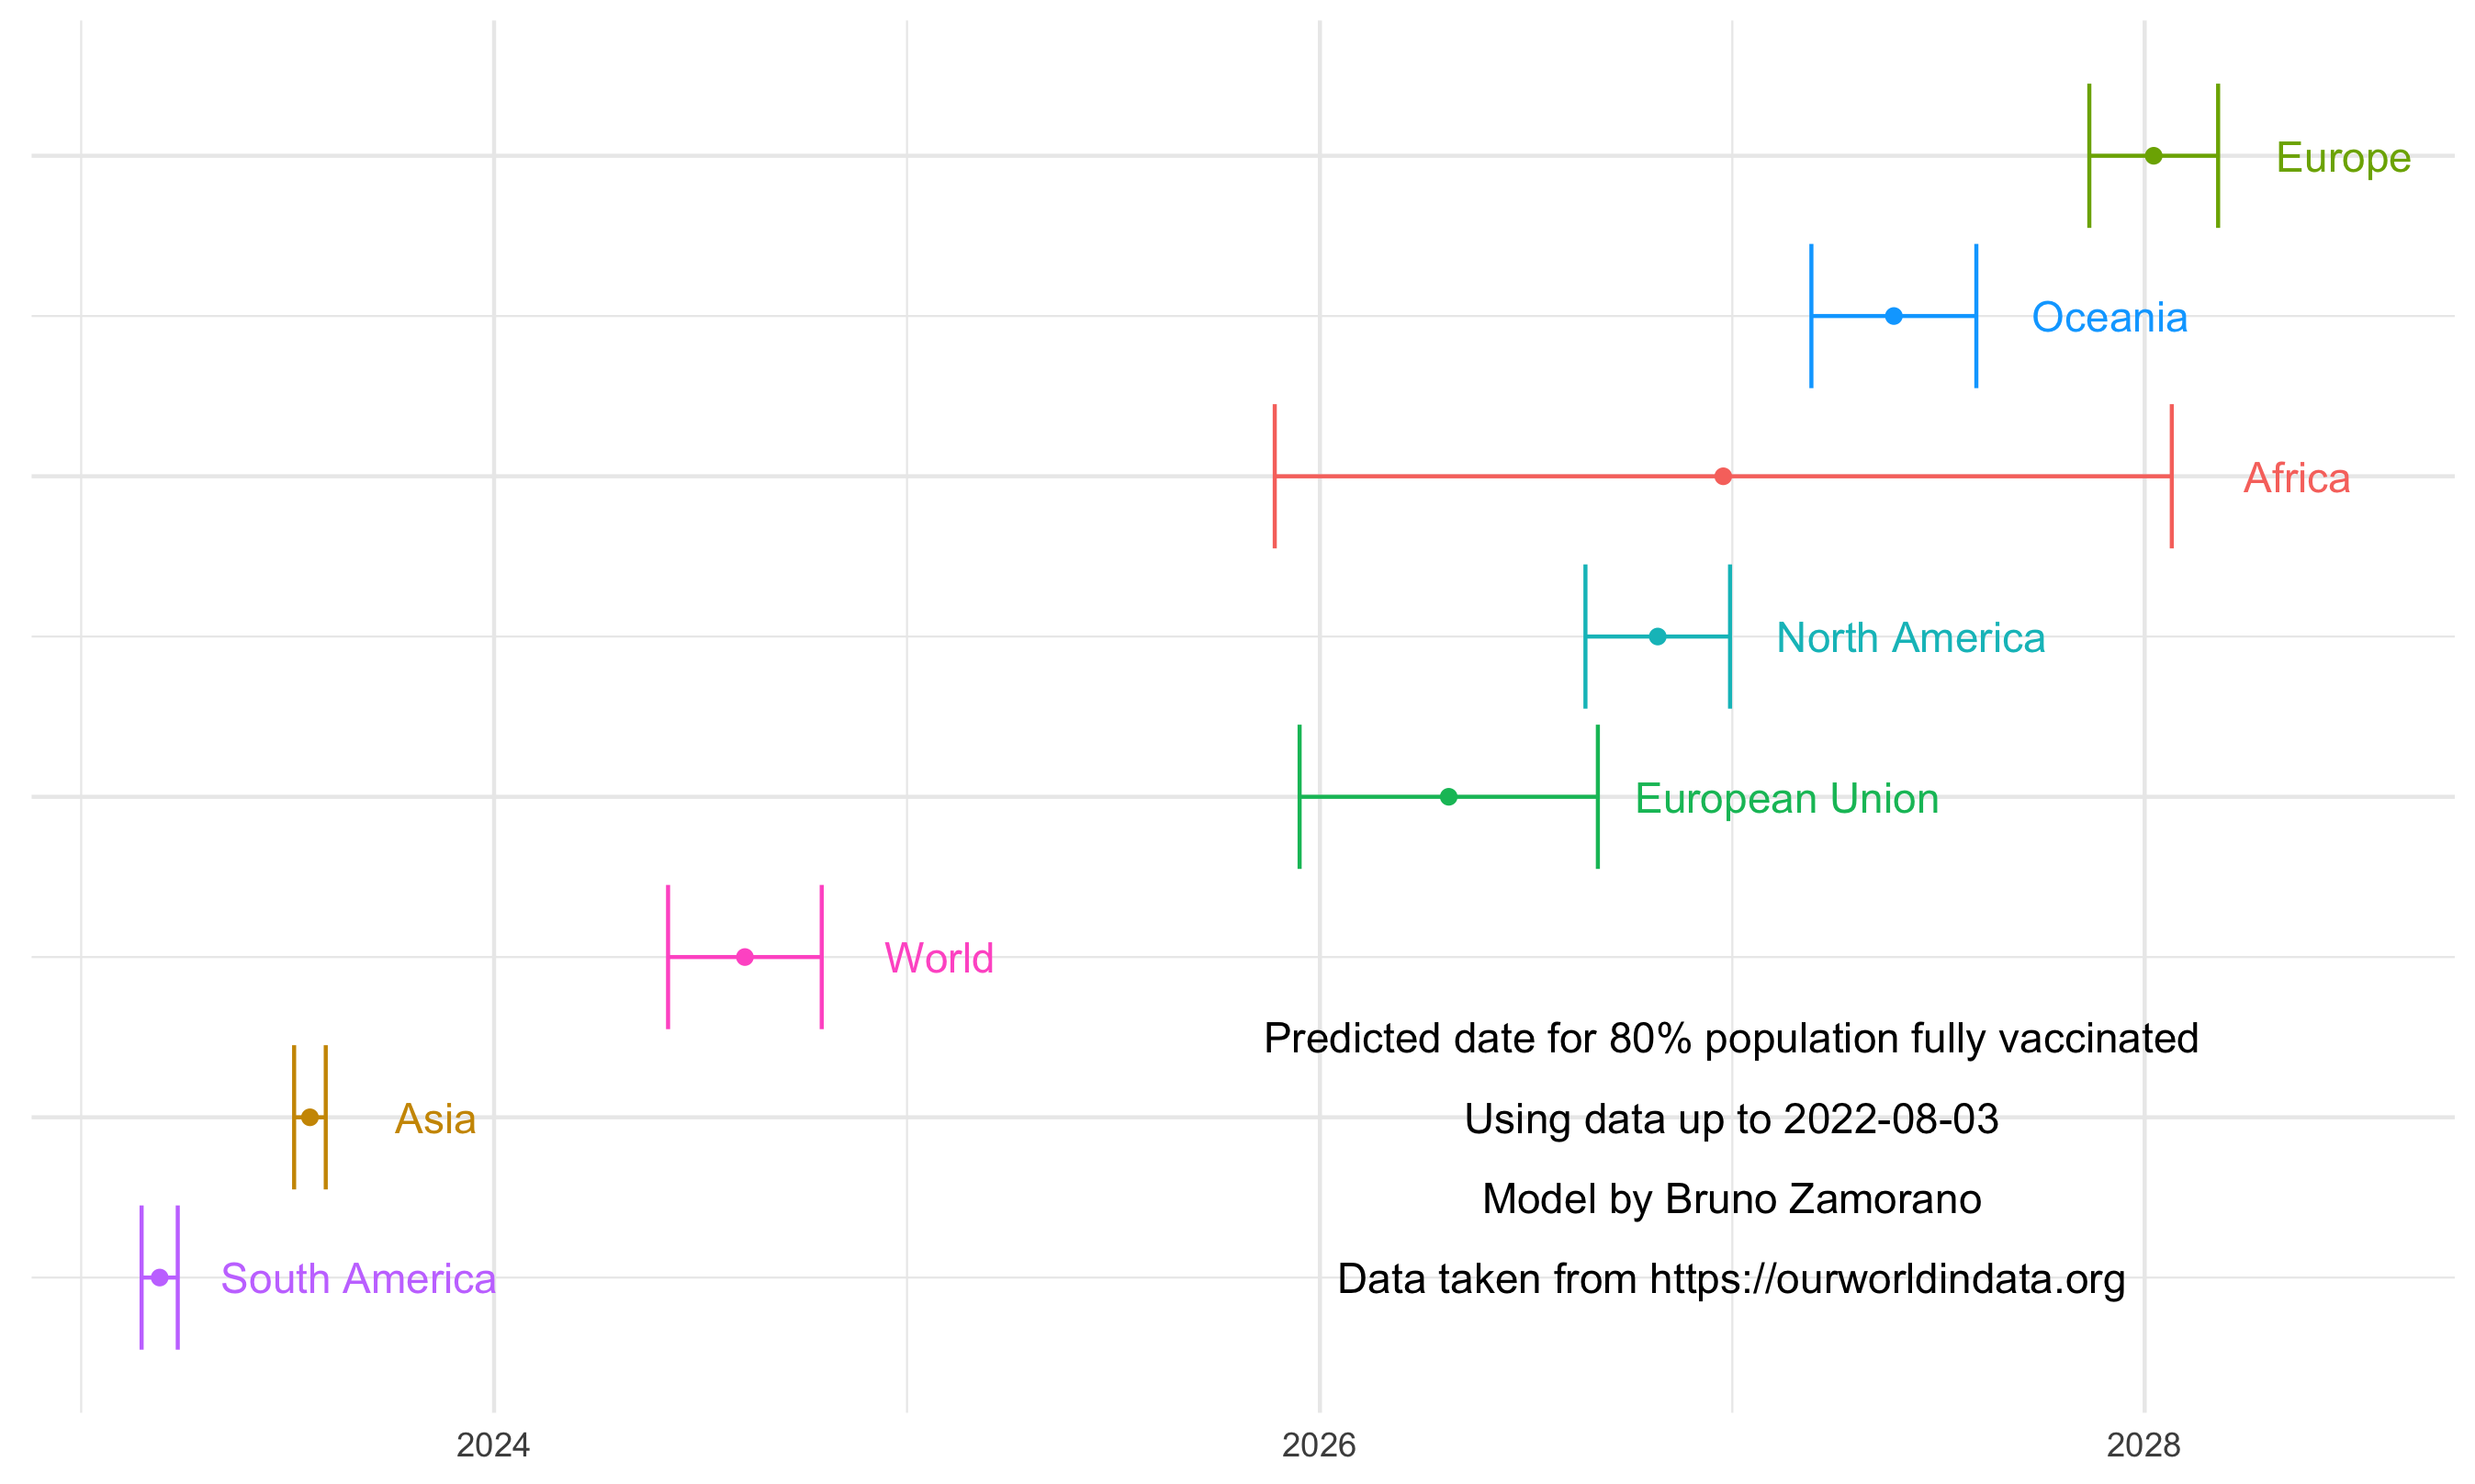 Europe
Oceania
Africa
North America
European Union
World
Predicted date for 80% population fully vaccinated
Asia
Using data up to 2022-08-03
Model by Bruno Zamorano
South America
Data taken from https://ourworldindata.org
2024
2026
2028